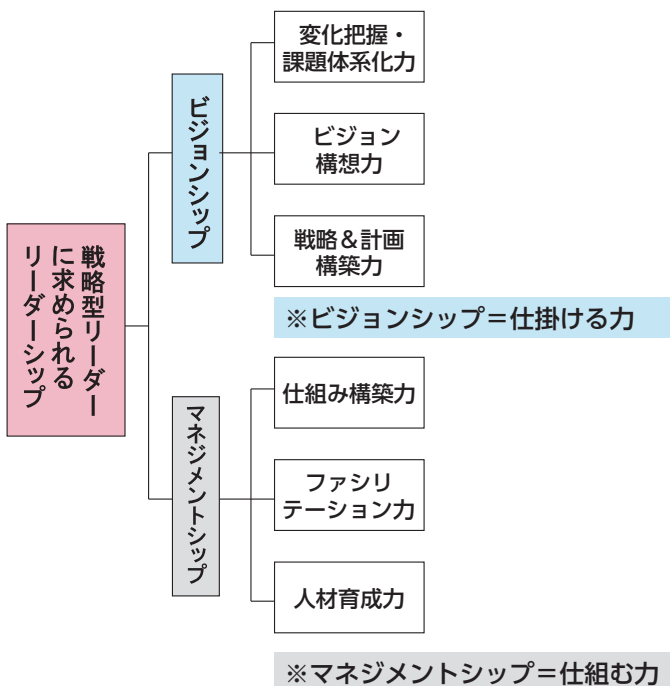 戦略型リーダー
に求められる
リーダーシップ
ビジョンシップ
変化把握・
課題体系化力
ビジョン
構想力
戦略＆計画
構築力
※ビジョンシップ＝仕掛ける力
マネジメントシップ
仕組み構築力
ファシリ
テーション力
人材育成力
※マネジメントシップ＝仕組む力